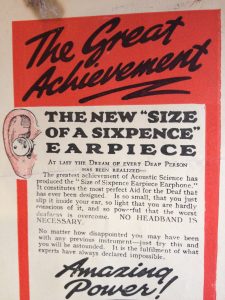 The Great
Achievement
THE NEW "SIZE
OF A SIXPENCE"
EARPIECE
AT LAST THE DREAM OF EVERY DEAF PERSON
HAS BEEN REALIZED—
The greatest achievement of Acoustic Science has
produced the "Size of Sixpence Earpiece Earphone."
It constitutes the most perfect Aid for the Deaf that
has ever been designed. It is so small, that you just
slip it inside your ear, so light that you are hardly
conscious of it, and so powerful that the worst
deafness is overcome. NO HEADBAND IS
NECESSARY.
No matter how disappointed you may have been
with any previous instrument—just try this and
you will be astounded. It is the fulfilment of what
experts have always declared impossible.
Amazing
Power!